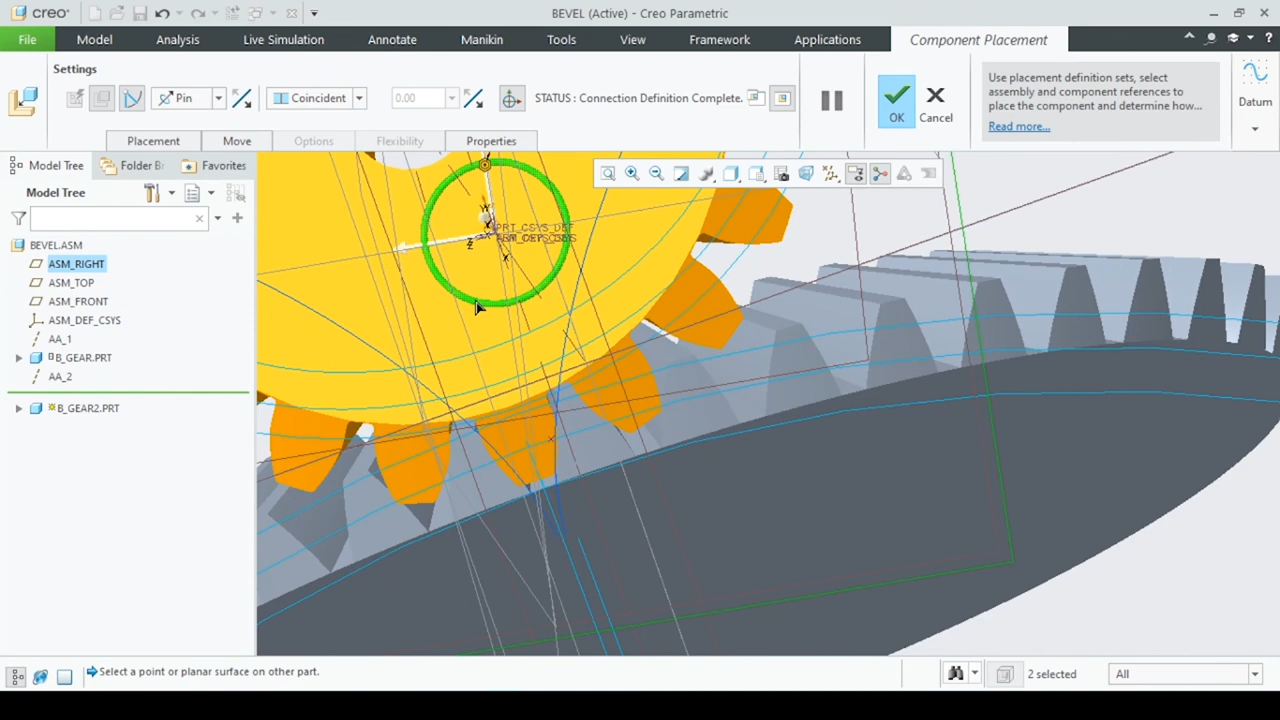 creo
BEVEL (Active) - Creo Parametric
File
Model
Analysis
Live Simulation
Annotate
Manikin
Tools
View
Framework
Applications
Component Placement
Settings
Pin
Coincident
0.00
STATUS : Connection Definition Complete.
OK
Cancel
Use placement definition sets, select
assembly and component references to
place the component and determine how...
Read more...
Datum
Placement
Move
Options
Flexibility
Properties
Model Tree
Folder Br
Favorites
Model Tree
BEVEL.ASM
ASM_RIGHT
ASM_TOP
ASM_FRONT
ASM_DEF_CSYS
AA_1
B_GEAR.PRT
AA_2
B_GEAR2.PRT
Y
PRT_CSYS_DEF
Z
X
Select a point or planar surface on other part.
2 selected
All